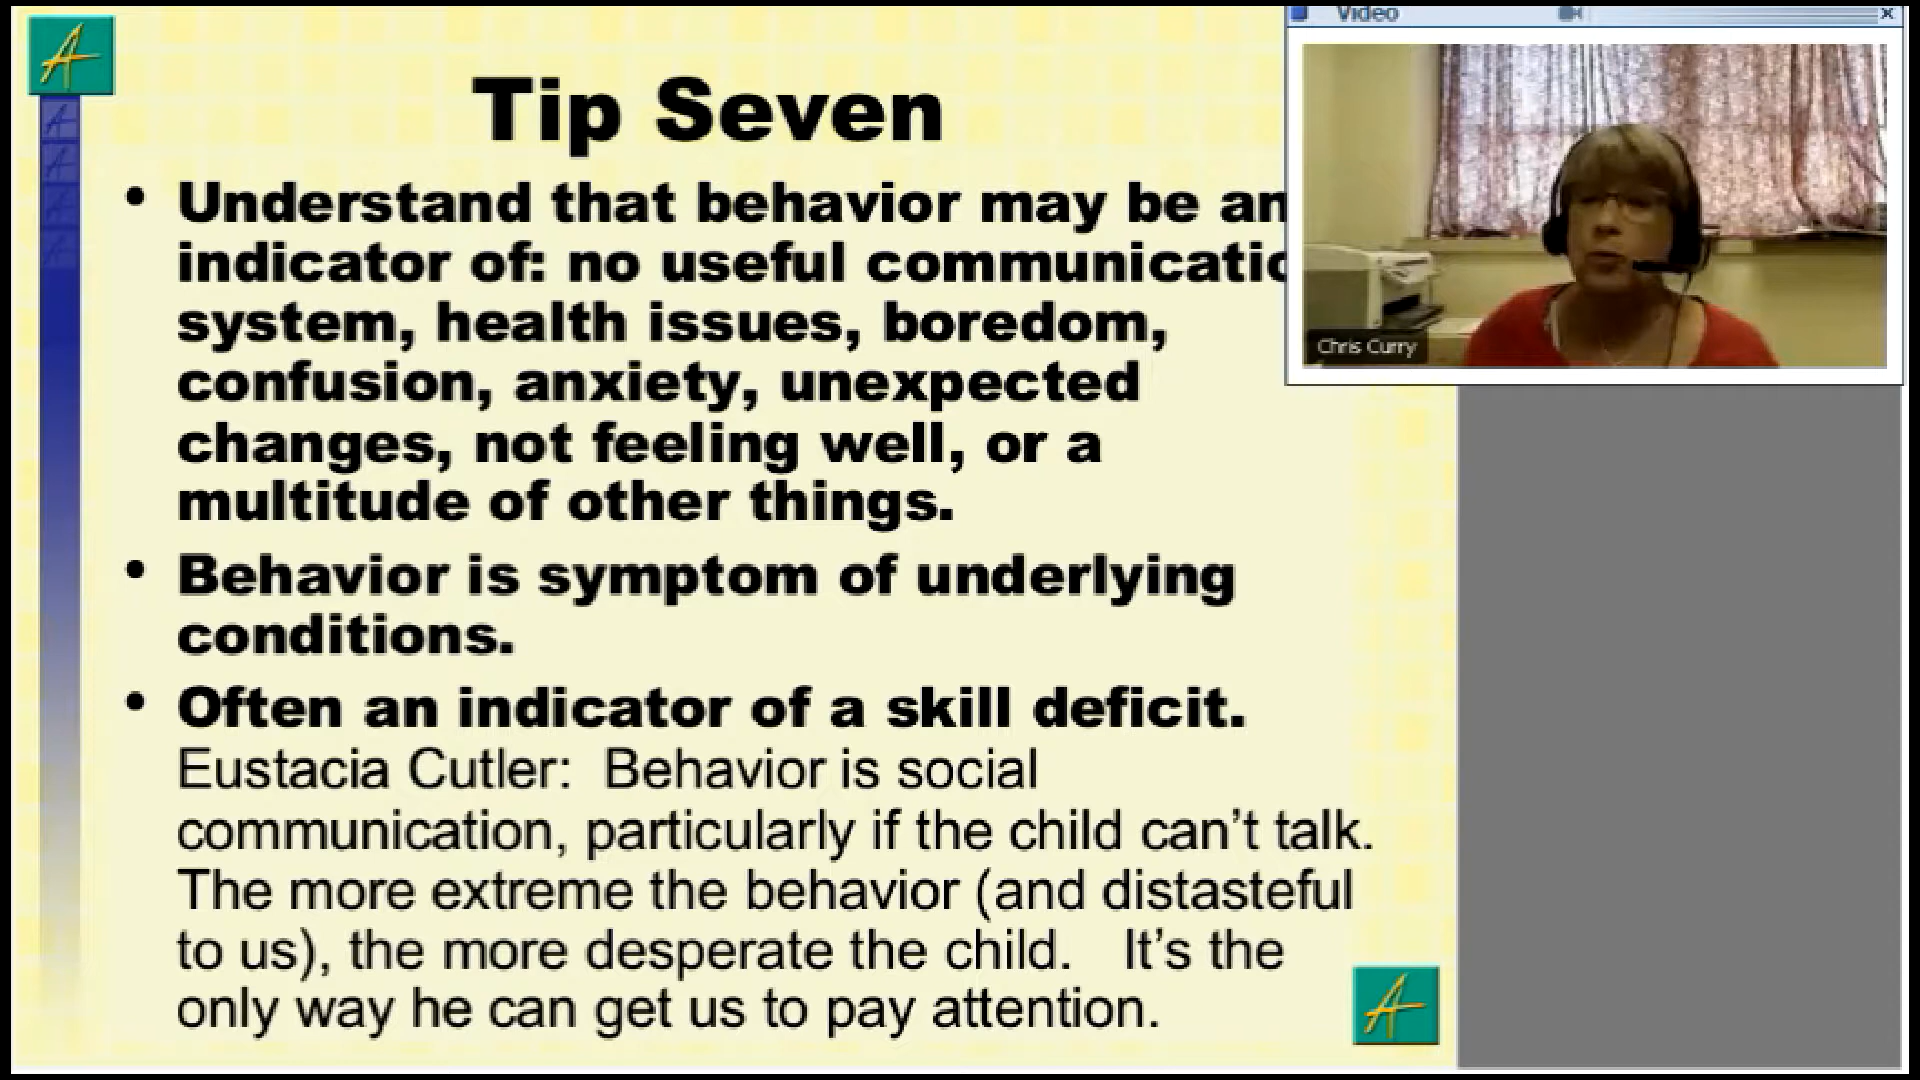 Video
Tip Seven
• Understand that behavior may be an
indicator of: no useful communicatio
system, health issues, boredom,
confusion, anxiety, unexpected
changes, not feeling well, or a
multitude of other things.
• Behavior is symptom of underlying
conditions.
• Often an indicator of a skill deficit.
Eustacia Cutler:  Behavior is social
communication, particularly if the child can’t talk.
The more extreme the behavior (and distasteful
to us), the more desperate the child.   It’s the
only way he can get us to pay attention.
Chris Curry
A
A
A
A
A
A